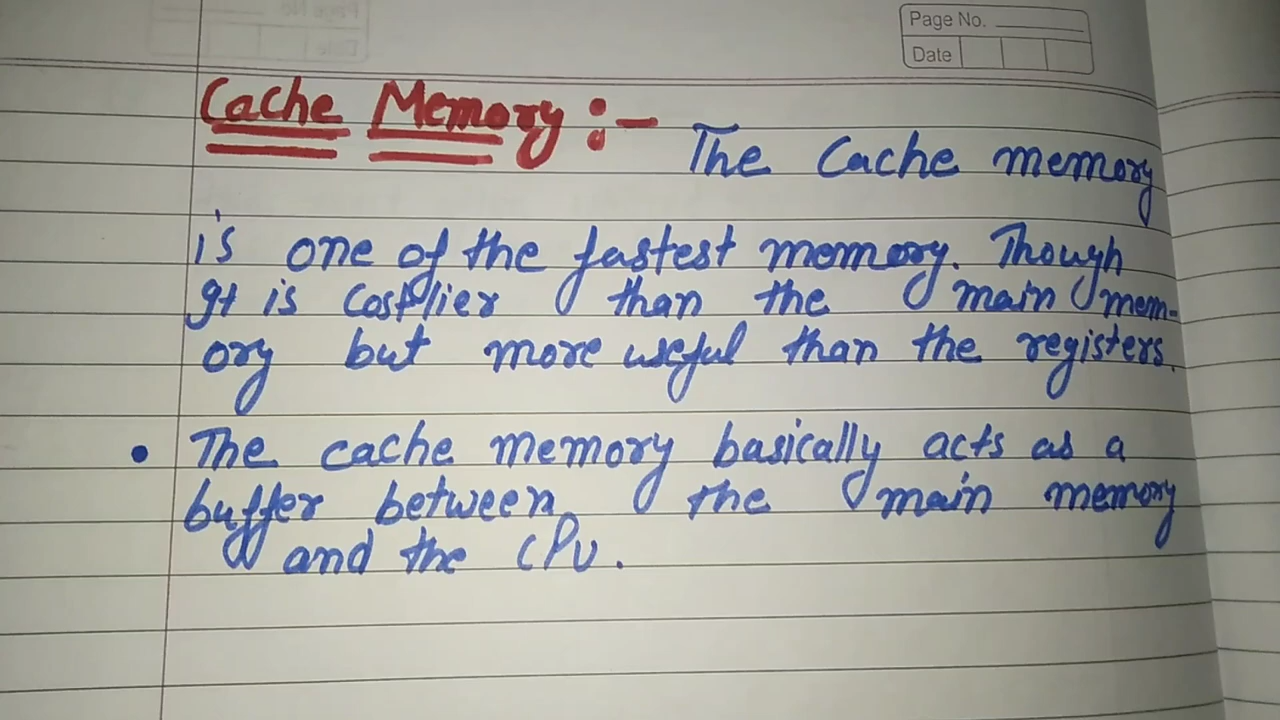 Page No.
Date
Cache Memory :- The Cache memory
is one of the fastest memory. Though
It is Costlier than the main mem-
ory but more useful than the registers.
• The cache memory basically acts as a
buffer between the main memory
and the CPU.